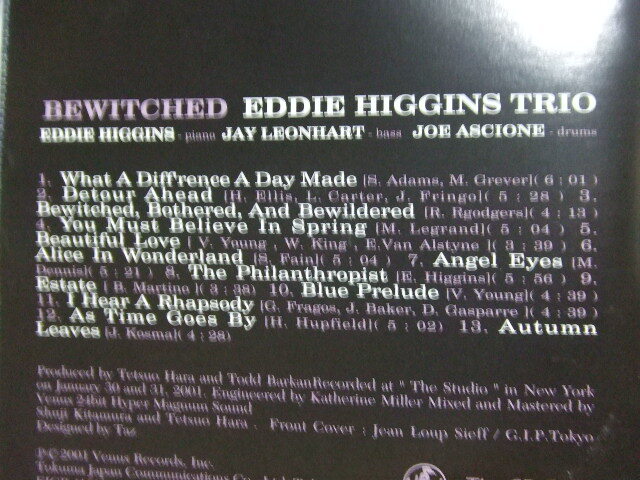 BEWITCHED EDDIE HIGGINS TRIO
EDDIE HIGGINS - piano JAY LEONHART - bass JOE ASCIONE - drums
1. What A Diff'rence A Day Made [S. Adams, M. Grever]( 6 : 01 )
2. Detour Ahead [H. Ellis, L. Carter, J. Fringo]( 5 : 28 ) 3.
Bewitched, Bothered, And Bewildered [R. Rgodgers]( 4 : 13 )
4. You Must Believe In Spring [M. Legrand]( 5 : 04 ) 5.
Beautiful Love [ V. Young , W. King , E.Van Alstyne ]( 3 : 39 ) 6.
Alice In Wonderland [S. Fain]( 5 : 04 ) 7. Angel Eyes [M.
Dennis]( 5 : 21 ) 8. The Philanthropist [E. Higgins]( 5 : 56 ) 9.
Estate [ B. Martino ]( 3 : 38) 10. Blue Prelude [V. Young]( 4 : 39 )
11. I Hear A Rhapsody [G. Fragos, J. Baker, D. Gasparre ]( 4 : 39 )
12. As Time Goes By [H. Hupfield]( 6 : 02) 13. Autumn
Leaves [J. Kosma]( 4 : 28)
Produced by Tetsuo Hara and Todd BarkanRecorded at " The Studio " in New York
on January 30 and 31, 2001. Engineered by Katherine Miller Mixed and Mastered by
Venus 24bit Hyper Magnum Sound
Shuji Kitamura and Tetsuo Hara . Front Cover : Jean Loup Sieff / G.I.P.Tokyo
Designed by Taz
P.C 2001 Venus Records, Inc.
Tokuma Japan Communications Co.